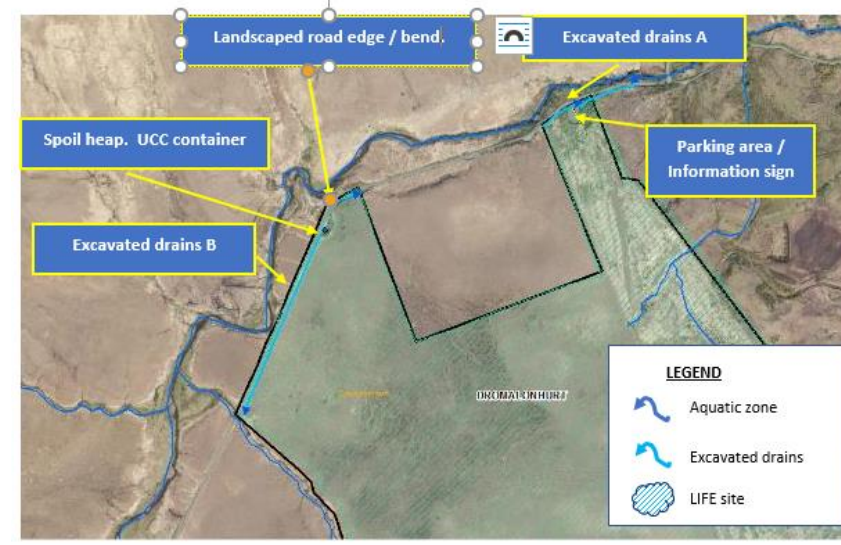 Landscaped road edge / bend.
Excavated drains A
Spoil heap.  UCC container
Parking area /
Information sign
Excavated drains B
DROMALONHURT
LEGEND
Aquatic zone
Excavated drains
LIFE site